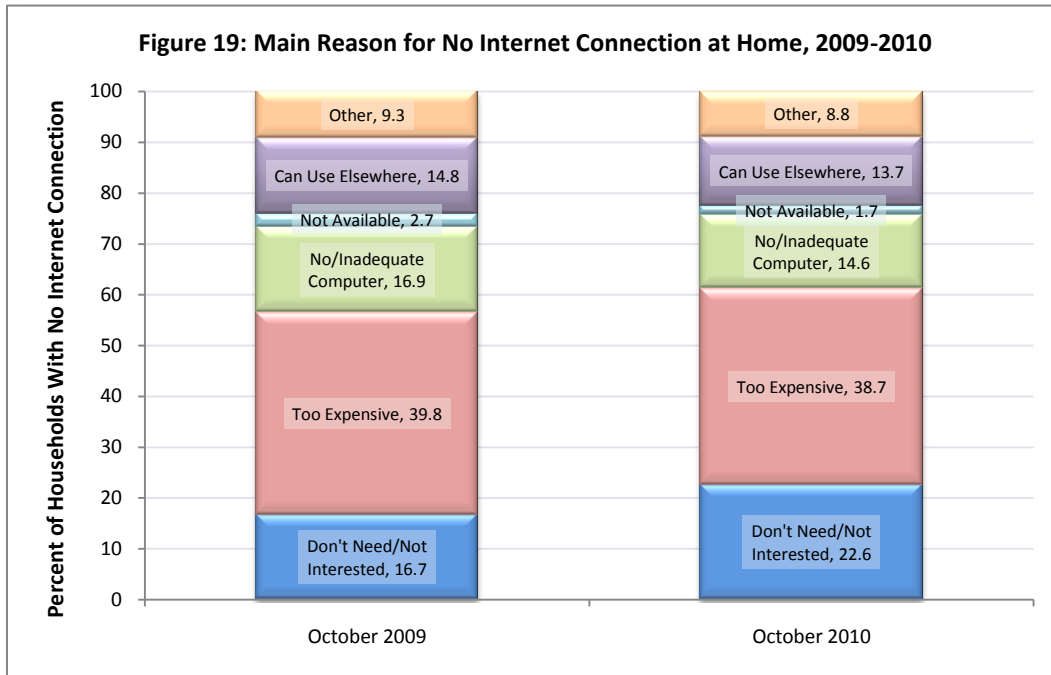 Figure 19: Main Reason for No Internet Connection at Home, 2009-2010
Percent of Households With No Internet Connection
100
90
80
70
60
50
40
30
20
10
0
Other, 9.3
Can Use Elsewhere, 14.8
Not Available, 2.7
No/Inadequate
Computer, 16.9
Too Expensive, 39.8
Don't Need/Not
Interested, 16.7
Other, 8.8
Can Use Elsewhere, 13.7
Not Available, 1.7
No/Inadequate
Computer, 14.6
Too Expensive, 38.7
Don't Need/Not
Interested, 22.6
October 2009
October 2010